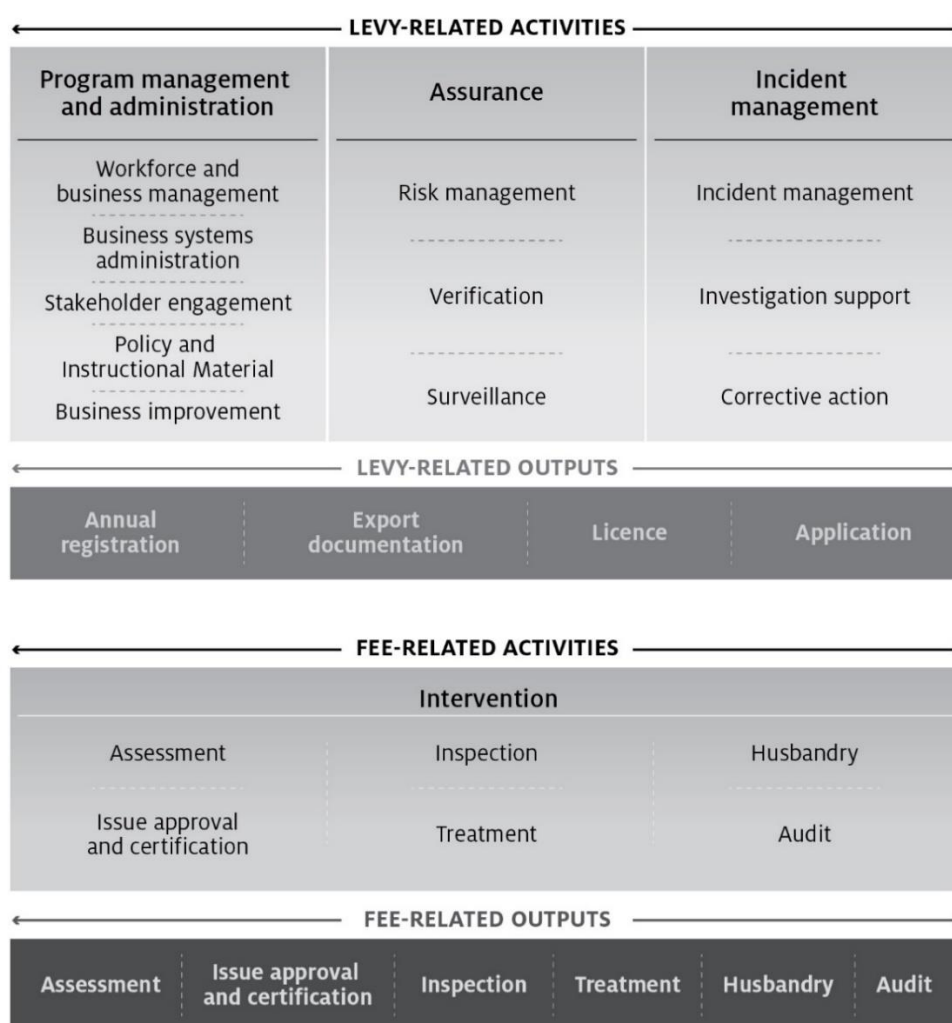 LEVY-RELATED ACTIVITIES
Program management
and administration
Workforce and
business management
Business systems
administration
Stakeholder engagement
Policy and
Instructional Material
Business improvement
Assurance
Risk management
Verification
Surveillance
Incident
management
Incident management
Investigation support
Corrective action
LEVY-RELATED OUTPUTS
Annual
registration
Export
documentation
Licence
Application
FEE-RELATED ACTIVITIES
Intervention
Assessment
Issue approval
and certification
Inspection
Treatment
Husbandry
Audit
FEE-RELATED OUTPUTS
Assessment
Issue approval
and certification
Inspection
Treatment
Husbandry
Audit